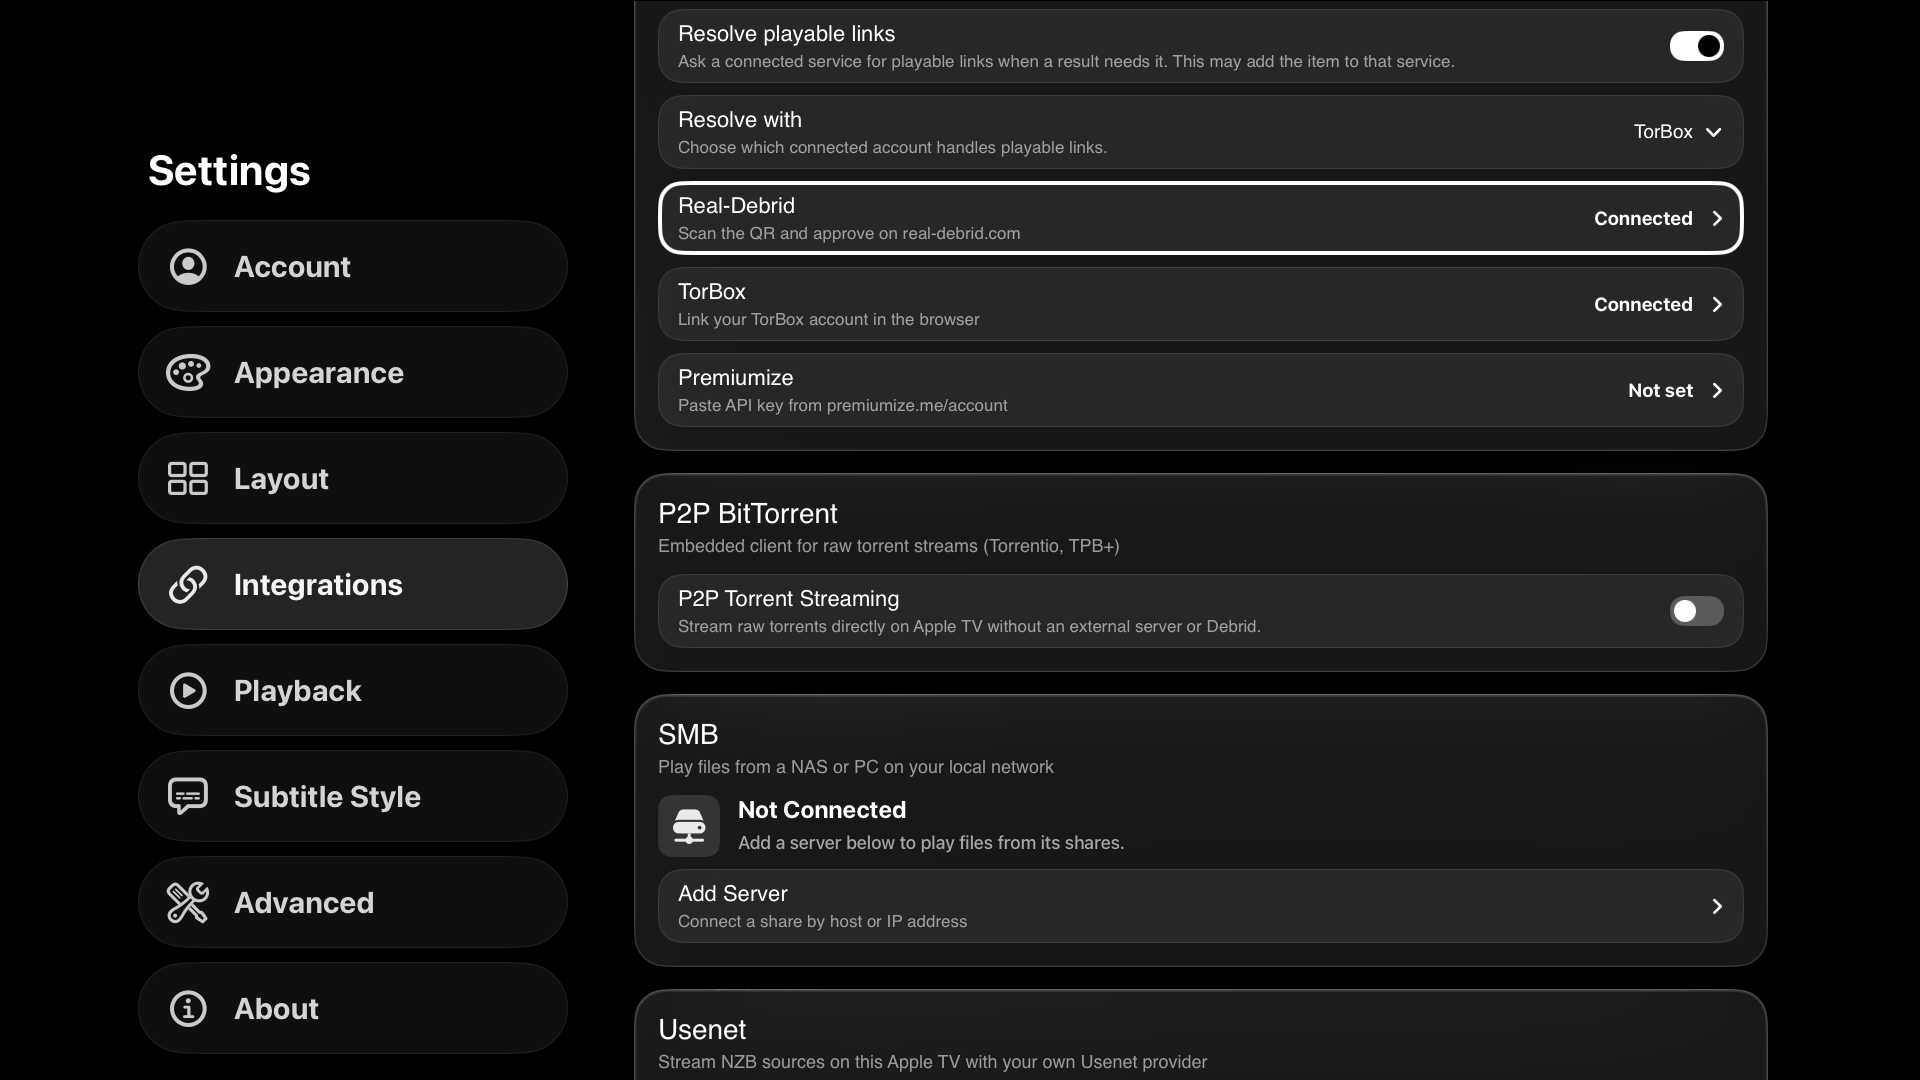 Settings
Account
Appearance
Layout
Integrations
Playback
Subtitle Style
Advanced
About
Resolve playable links
Ask a connected service for playable links when a result needs it. This may add the item to that service.
Resolve with
Choose which connected account handles playable links.
TorBox
Real-Debrid
Scan the QR and approve on real-debrid.com
Connected
TorBox
Link your TorBox account in the browser
Connected
Premiumize
Paste API key from premiumize.me/account
Not set
P2P BitTorrent
Embedded client for raw torrent streams (Torrentio, TPB+)
P2P Torrent Streaming
Stream raw torrents directly on Apple TV without an external server or Debrid.
SMB
Play files from a NAS or PC on your local network
Not Connected
Add a server below to play files from its shares.
Add Server
Connect a share by host or IP address
Usenet
Stream NZB sources on this Apple TV with your own Usenet provider